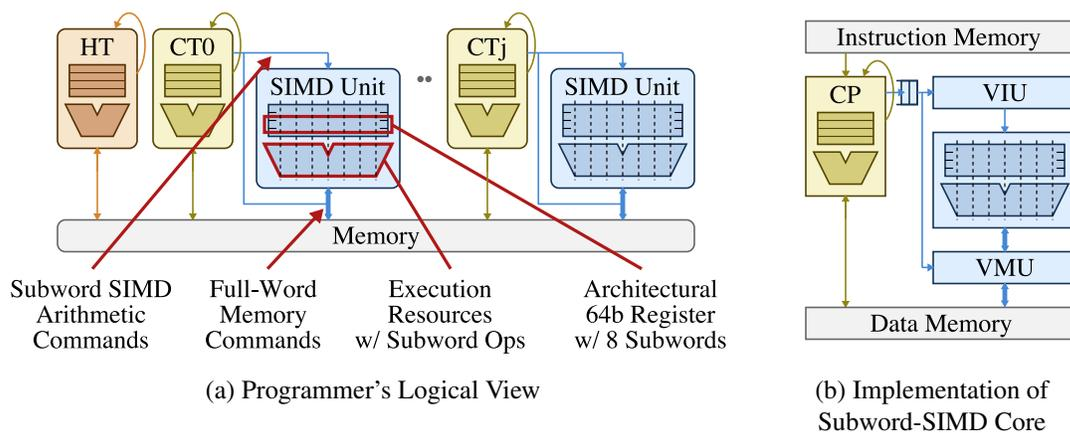 HT
CT0
SIMD Unit
••
CTj
SIMD Unit
Memory
Subword SIMD
Arithmetic
Commands
Full-Word
Memory
Commands
Execution
Resources
w/ Subword Ops
Architectural
64b Register
w/ 8 Subwords
(a) Programmer’s Logical View
Instruction Memory
CP
VIU
VMU
Data Memory
(b) Implementation of
Subword-SIMD Core